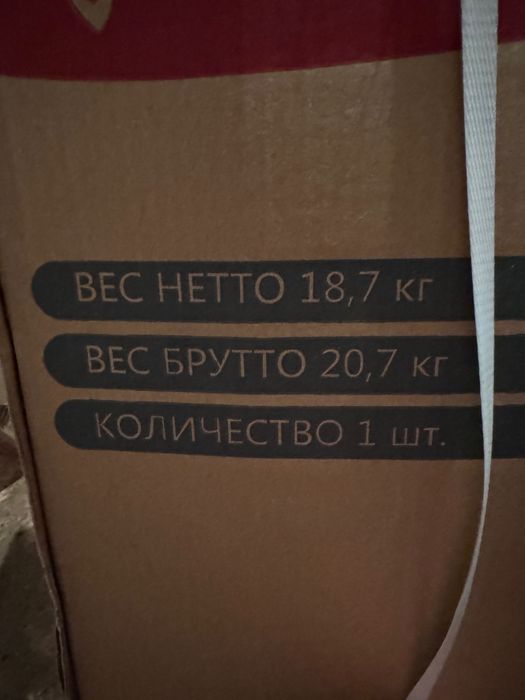 ВЕС НЕТТО 18,7 кг
ВЕС БРУТТО 20,7 кг
КОЛИЧЕСТВО 1 шт.